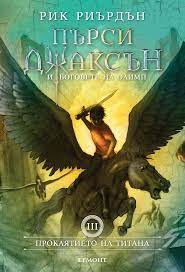 РИК РИЪРДЪН
ПЪРСИ
ДЖАКСЪН
И БОГОВЕТЕ НА ОЛИМП
III
ПРОКЛЯТИЕТО НА ТИТАНА
ЕГМОНТ